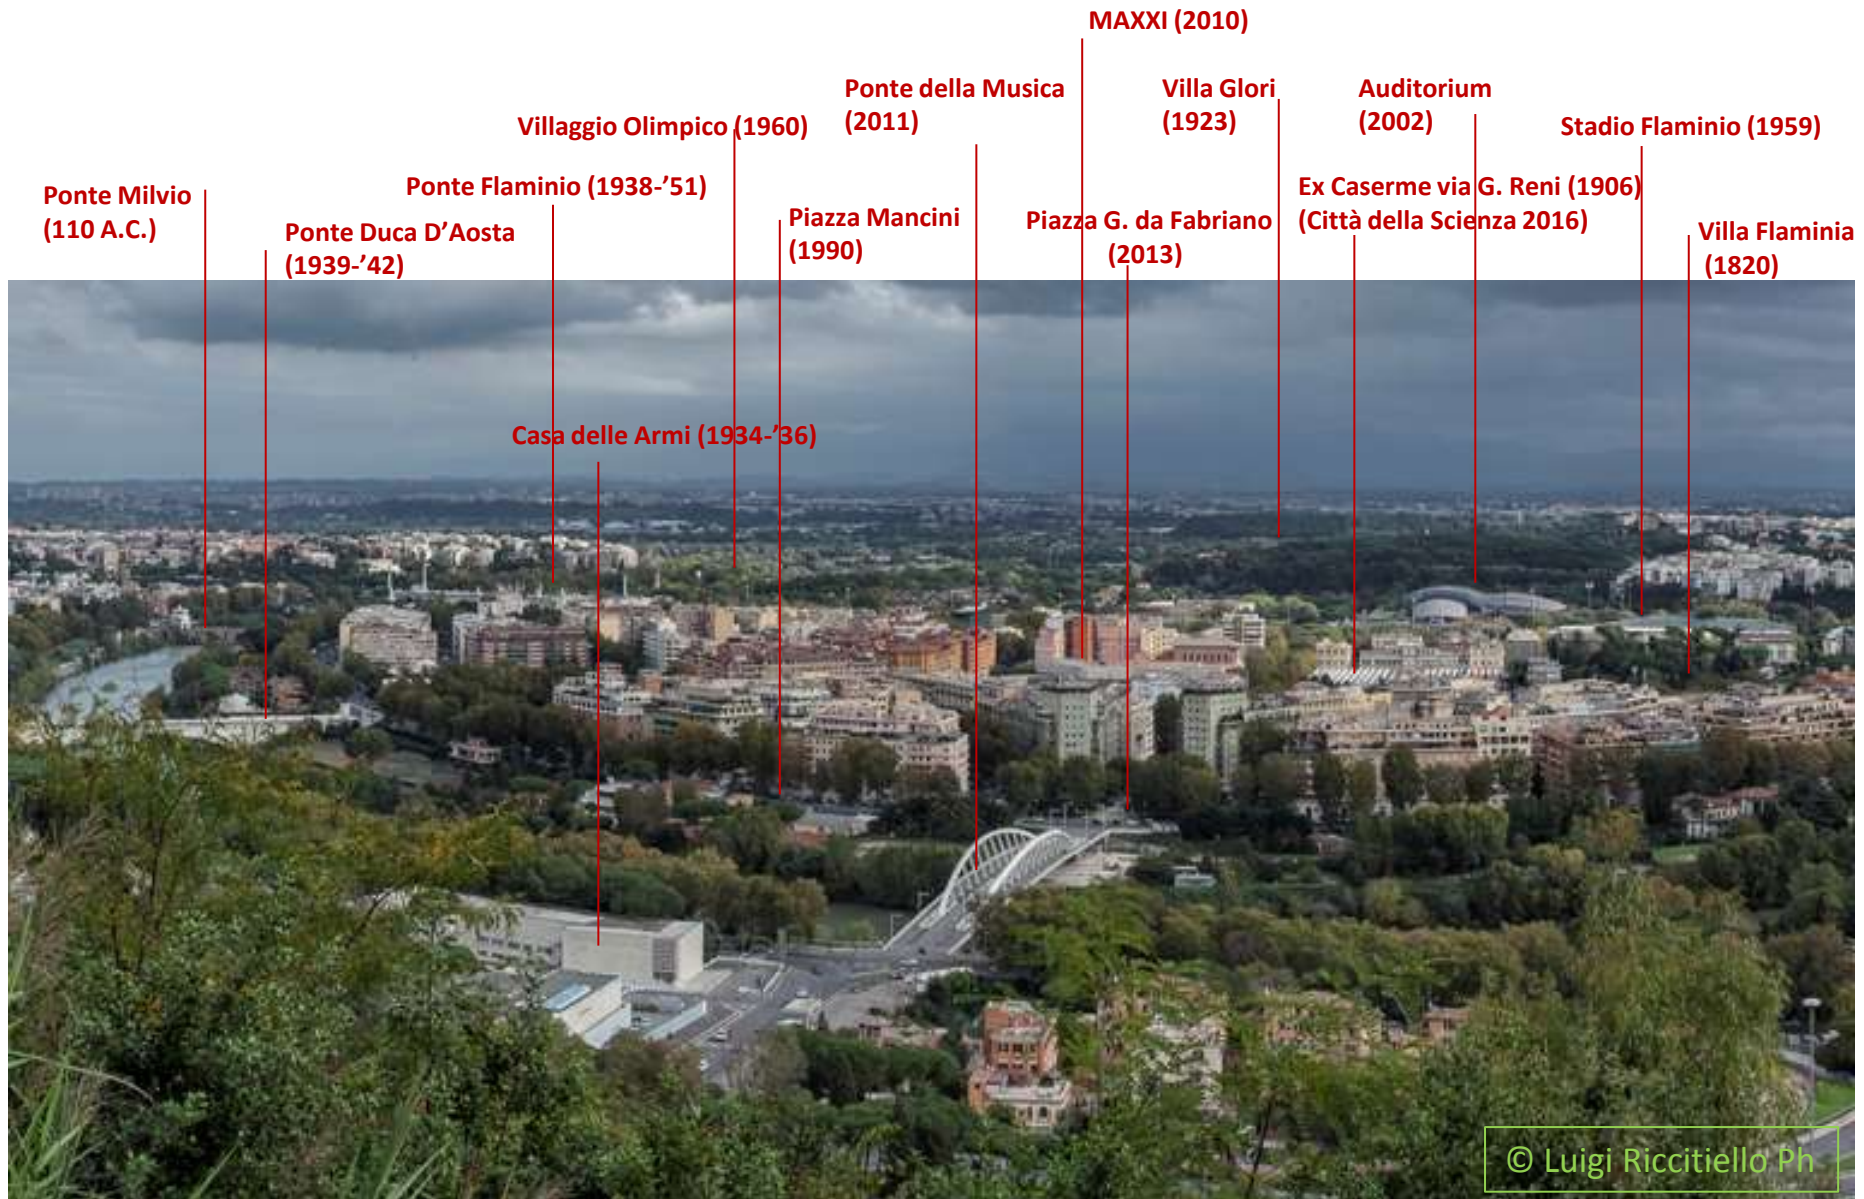 MAXXI (2010)
Ponte della Musica
(2011)
Villa Glori
(1923)
Auditorium
(2002)
Villaggio Olimpico (1960)
Stadio Flaminio (1959)
Ponte Milvio
(110 A.C.)
Ponte Flaminio (1938-’51)
Ex Caserme via G. Reni (1906)
(Città della Scienza 2016)
Ponte Duca D’Aosta
(1939-’42)
Piazza Mancini
(1990)
Piazza G. da Fabriano
(2013)
Villa Flaminia
(1820)
Casa delle Armi (1934-’36)
© Luigi Riccitiello Ph